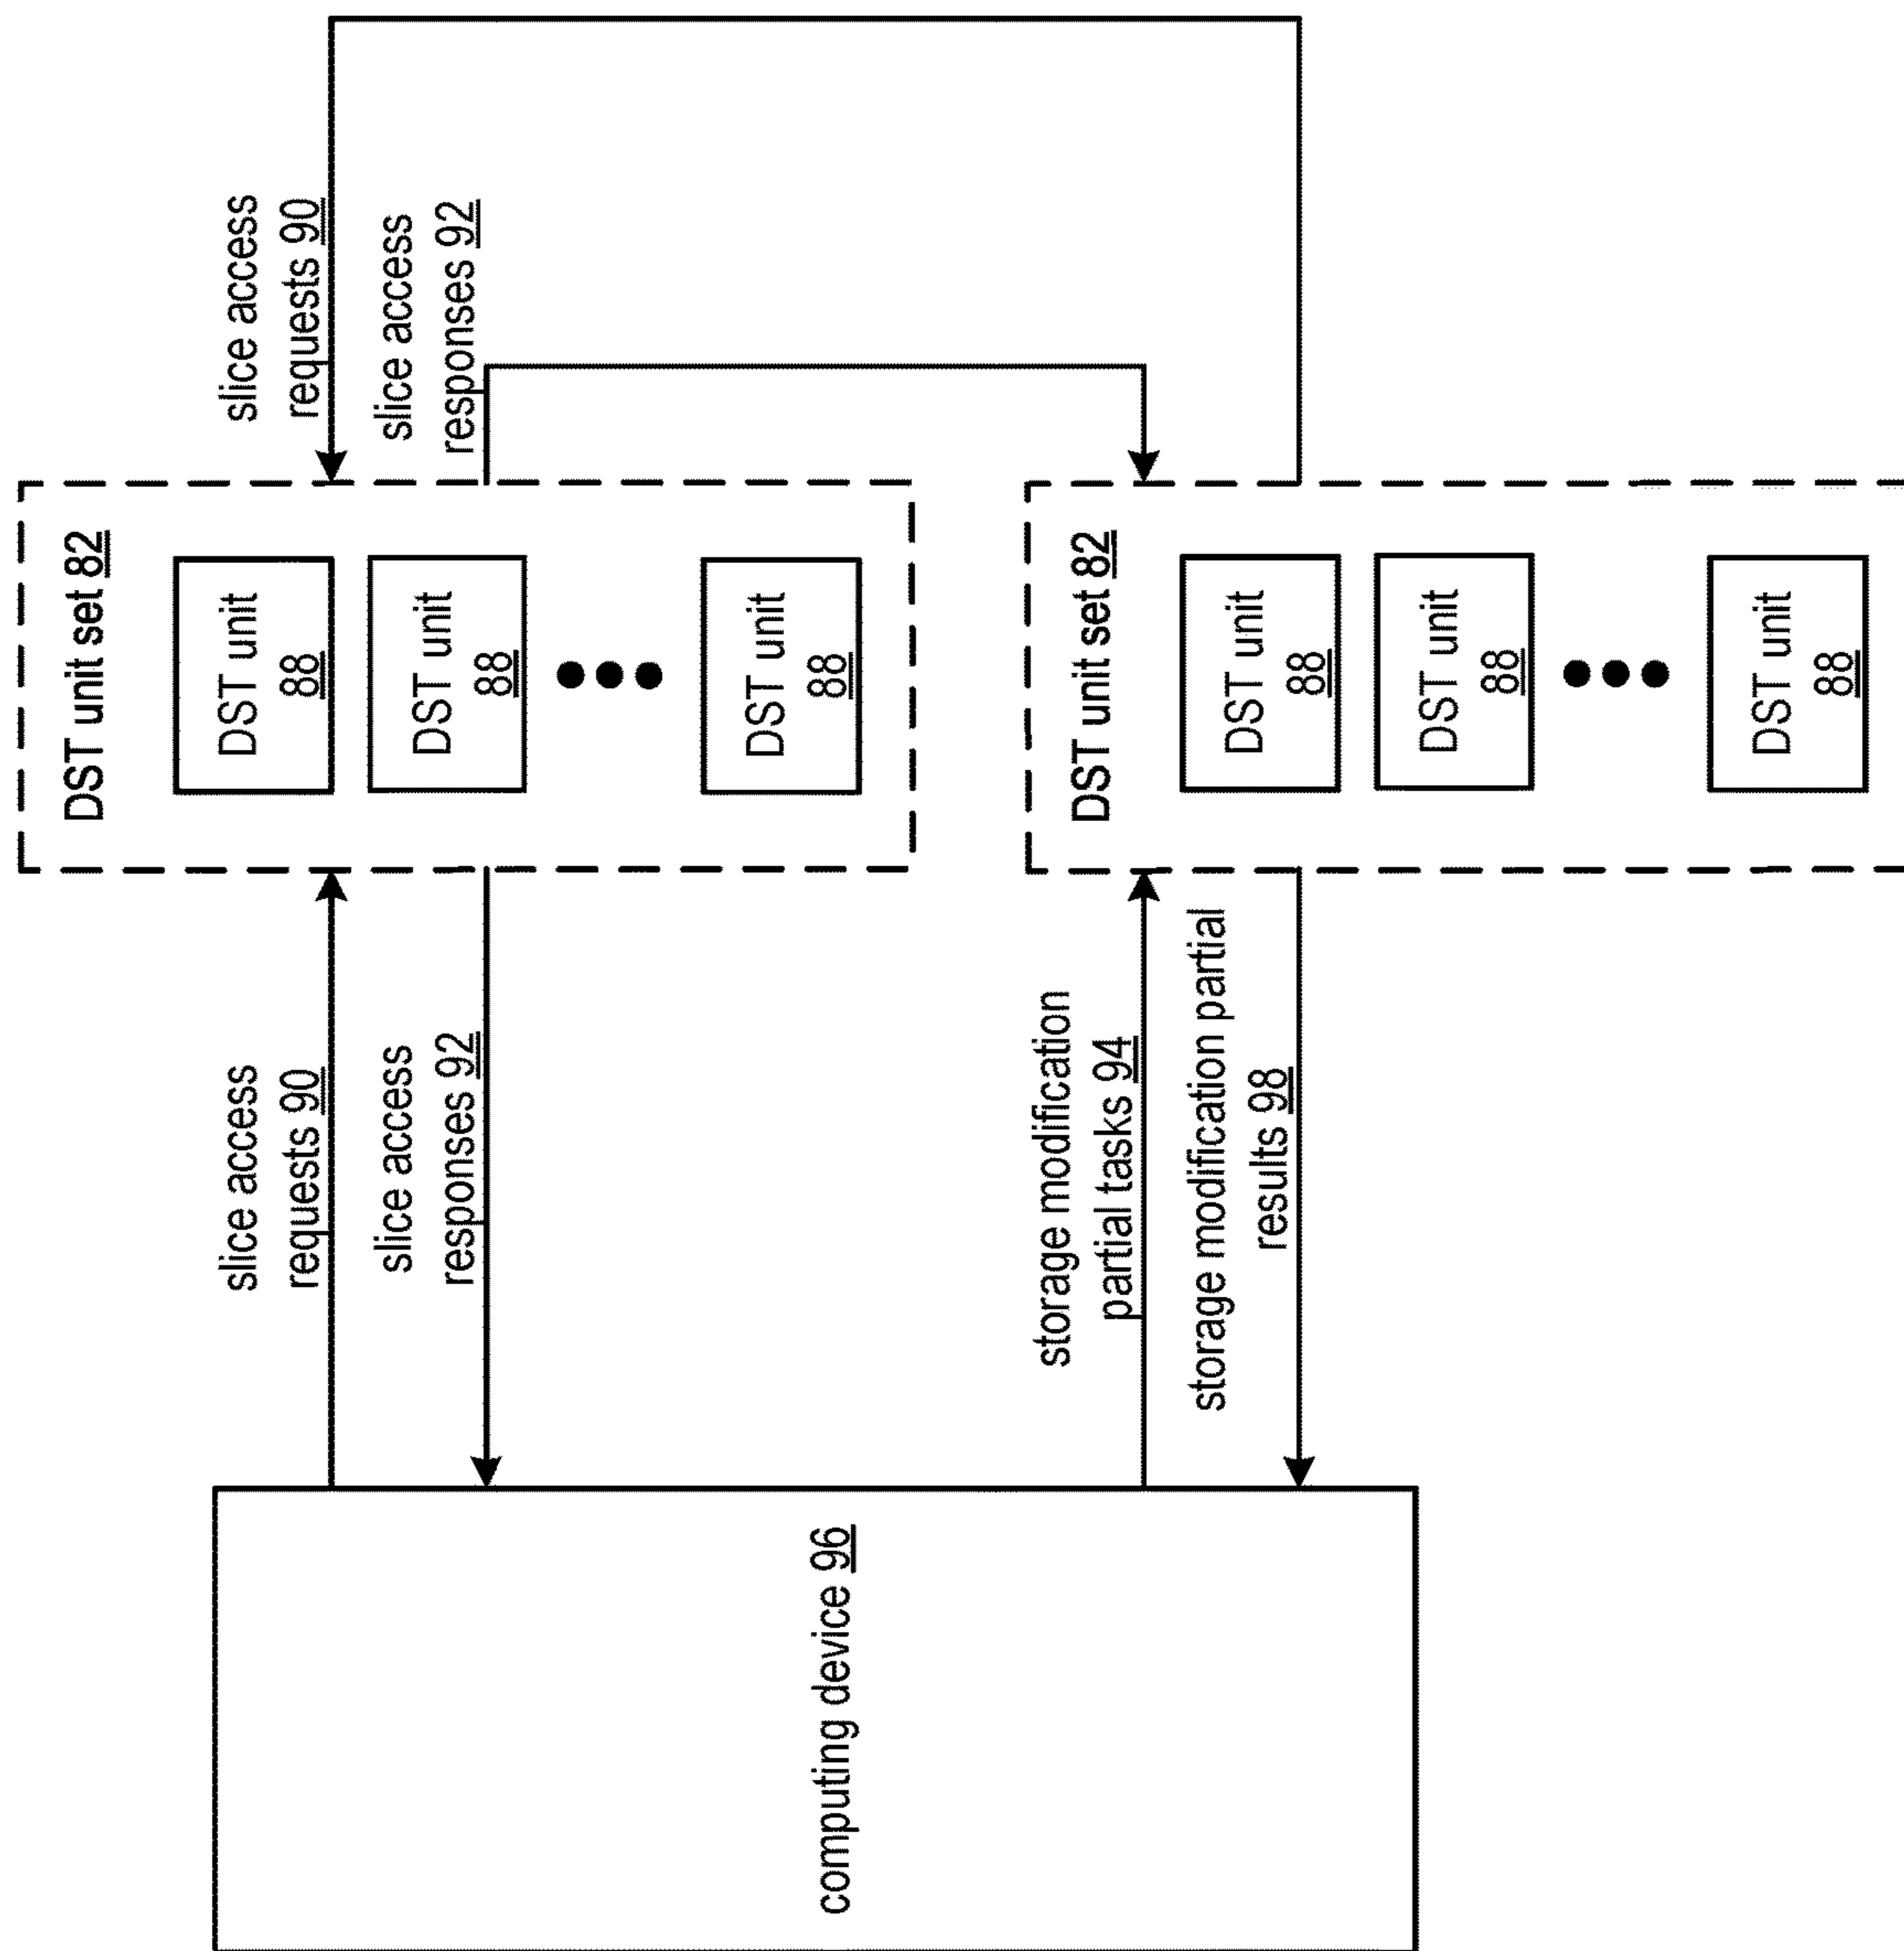 computing device 96
slice access
requests 90
slice access
responses 92
storage modification
partial tasks 94
storage modification partial
results 98
DST unit set 82
DST unit
88
DST unit
88
DST unit
88
DST unit set 82
DST unit
88
DST unit
88
DST unit
88
slice access
requests 90
slice access
responses 92